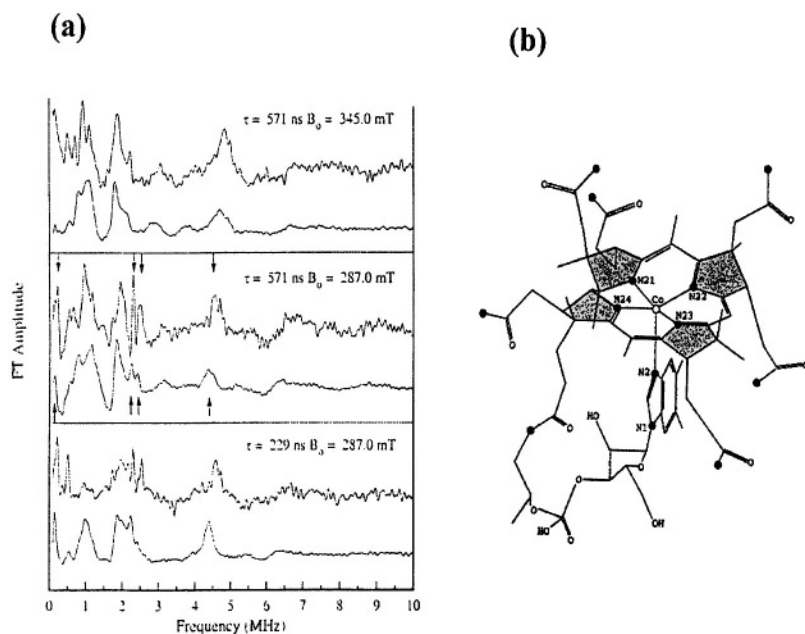 (a)
(b)
τ = 571 ns B₀ = 345.0 mT
τ = 571 ns B₀ = 287.0 mT
τ = 229 ns B₀ = 287.0 mT
FT Amplitude
0 1 2 3 4 5 6 7 8 9 10
Frequency (MHz)
O
O
O
N21
N22
N24
Co
N23
O
O
N2
N1
HO
O
O
O
O
O
HO
O
OH